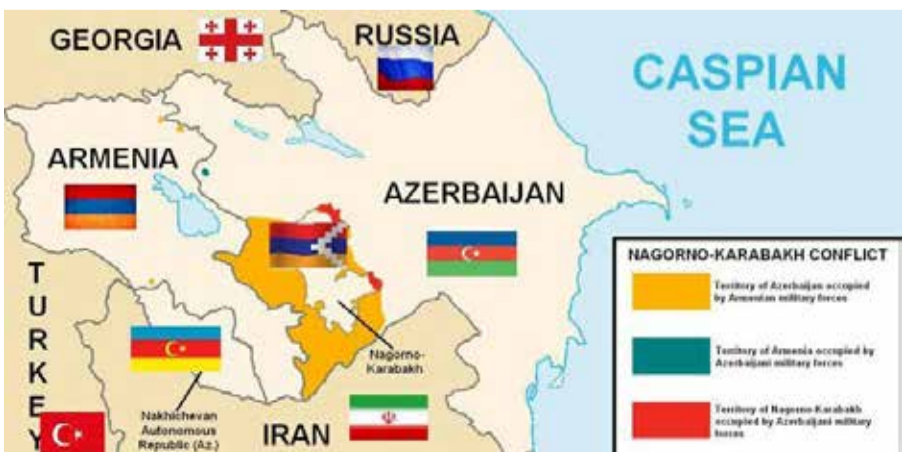 GEORGIA
RUSSIA
CASPIAN
SEA
ARMENIA
AZERBAIJAN
TURKEY
Nagorno-
Karabakh
Nakhichevan
Autonomous
Republic (Az.)
IRAN
NAGORNO-KARABAKH CONFLICT
Territory of Azerbaijan occupied
by Armenian military forces
Territory of Armenia occupied by
Azerbaijani military forces
Territory of Nagorno-Karabakh
occupied by Azerbaijani military
forces